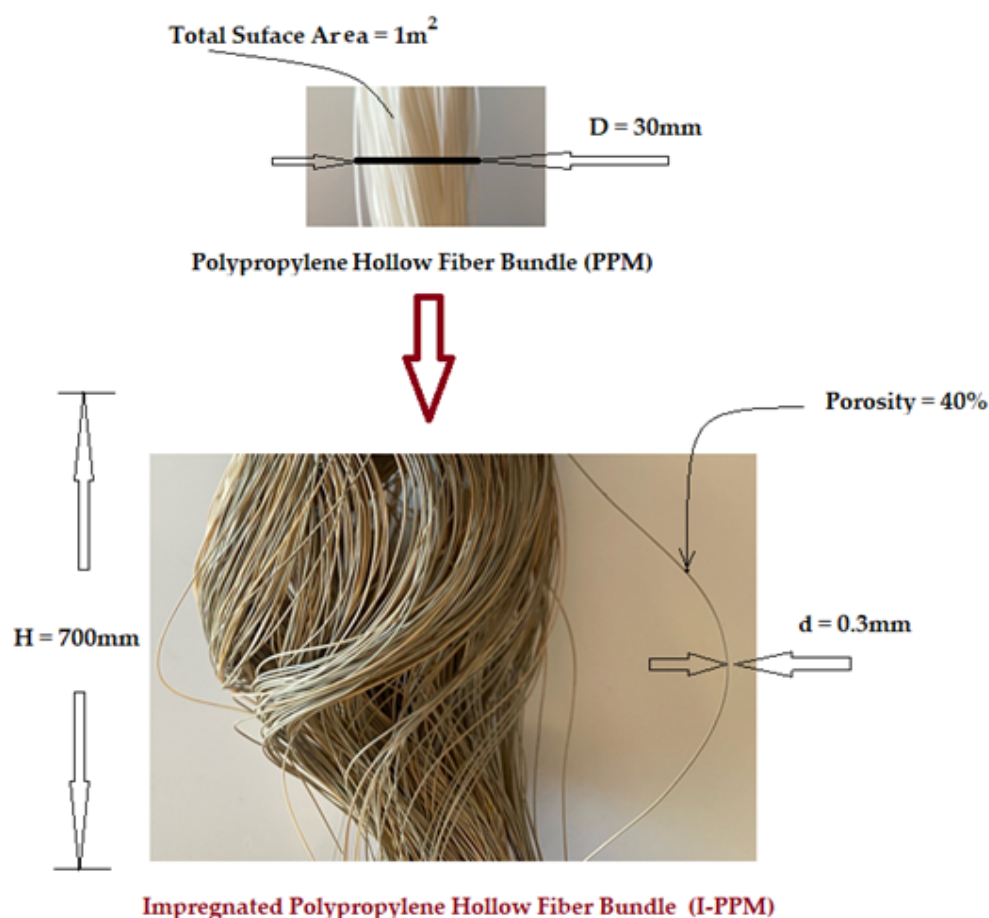 Total Suface Area = 1m²
D = 30mm
Polypropylene Hollow Fiber Bundle (PPM)
Porosity = 40%
H = 700mm
d = 0.3mm
Impregnated Polypropylene Hollow Fiber Bundle (I-PPM)